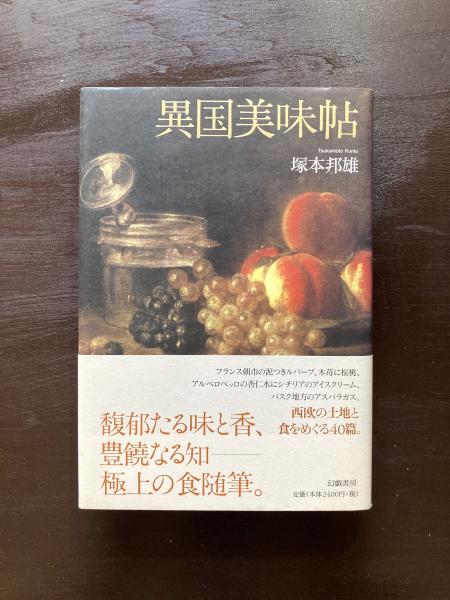 異国美味帖
Tsukamoto Kunio
塚本邦雄
フランス朝市の泥つきルバーブ、木苺に桜桃、
アルベロベッロの杏仁水にシチリアのアイスクリーム、
バスク地方のアスパラガス。
西欧の土地と
食をめぐる40篇。
馥郁たる味と香、
豊饒なる知——
極上の食随筆。
幻戯書房
定価（本体2400円+税）